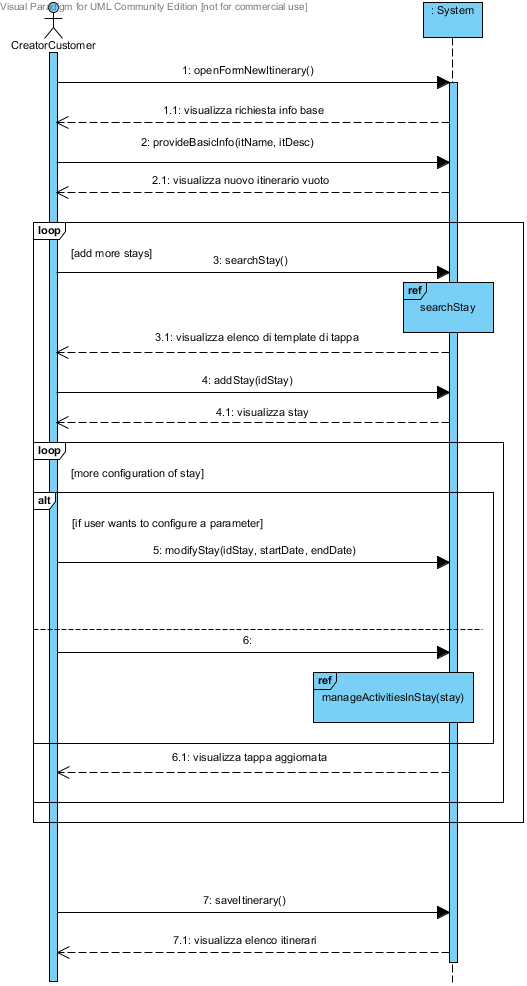 Visual Paradigm for UML Community Edition [not for commercial use]
: System
CreatorCustomer
1: openFormNewItinerary()
1.1: visualizza richiesta info base
2: provideBasicInfo(itName, itDesc)
2.1: visualizza nuovo itinerario vuoto
loop
[add more stays]
3: searchStay()
ref
searchStay
3.1: visualizza elenco di template di tappa
4: addStay(idStay)
4.1: visualizza stay
loop
[more configuration of stay]
alt
[if user wants to configure a parameter]
5: modifyStay(idStay, startDate, endDate)
6:
ref
manageActivitiesInStay(stay)
6.1: visualizza tappa aggiornata
7: saveItinerary()
7.1: visualizza elenco itinerari